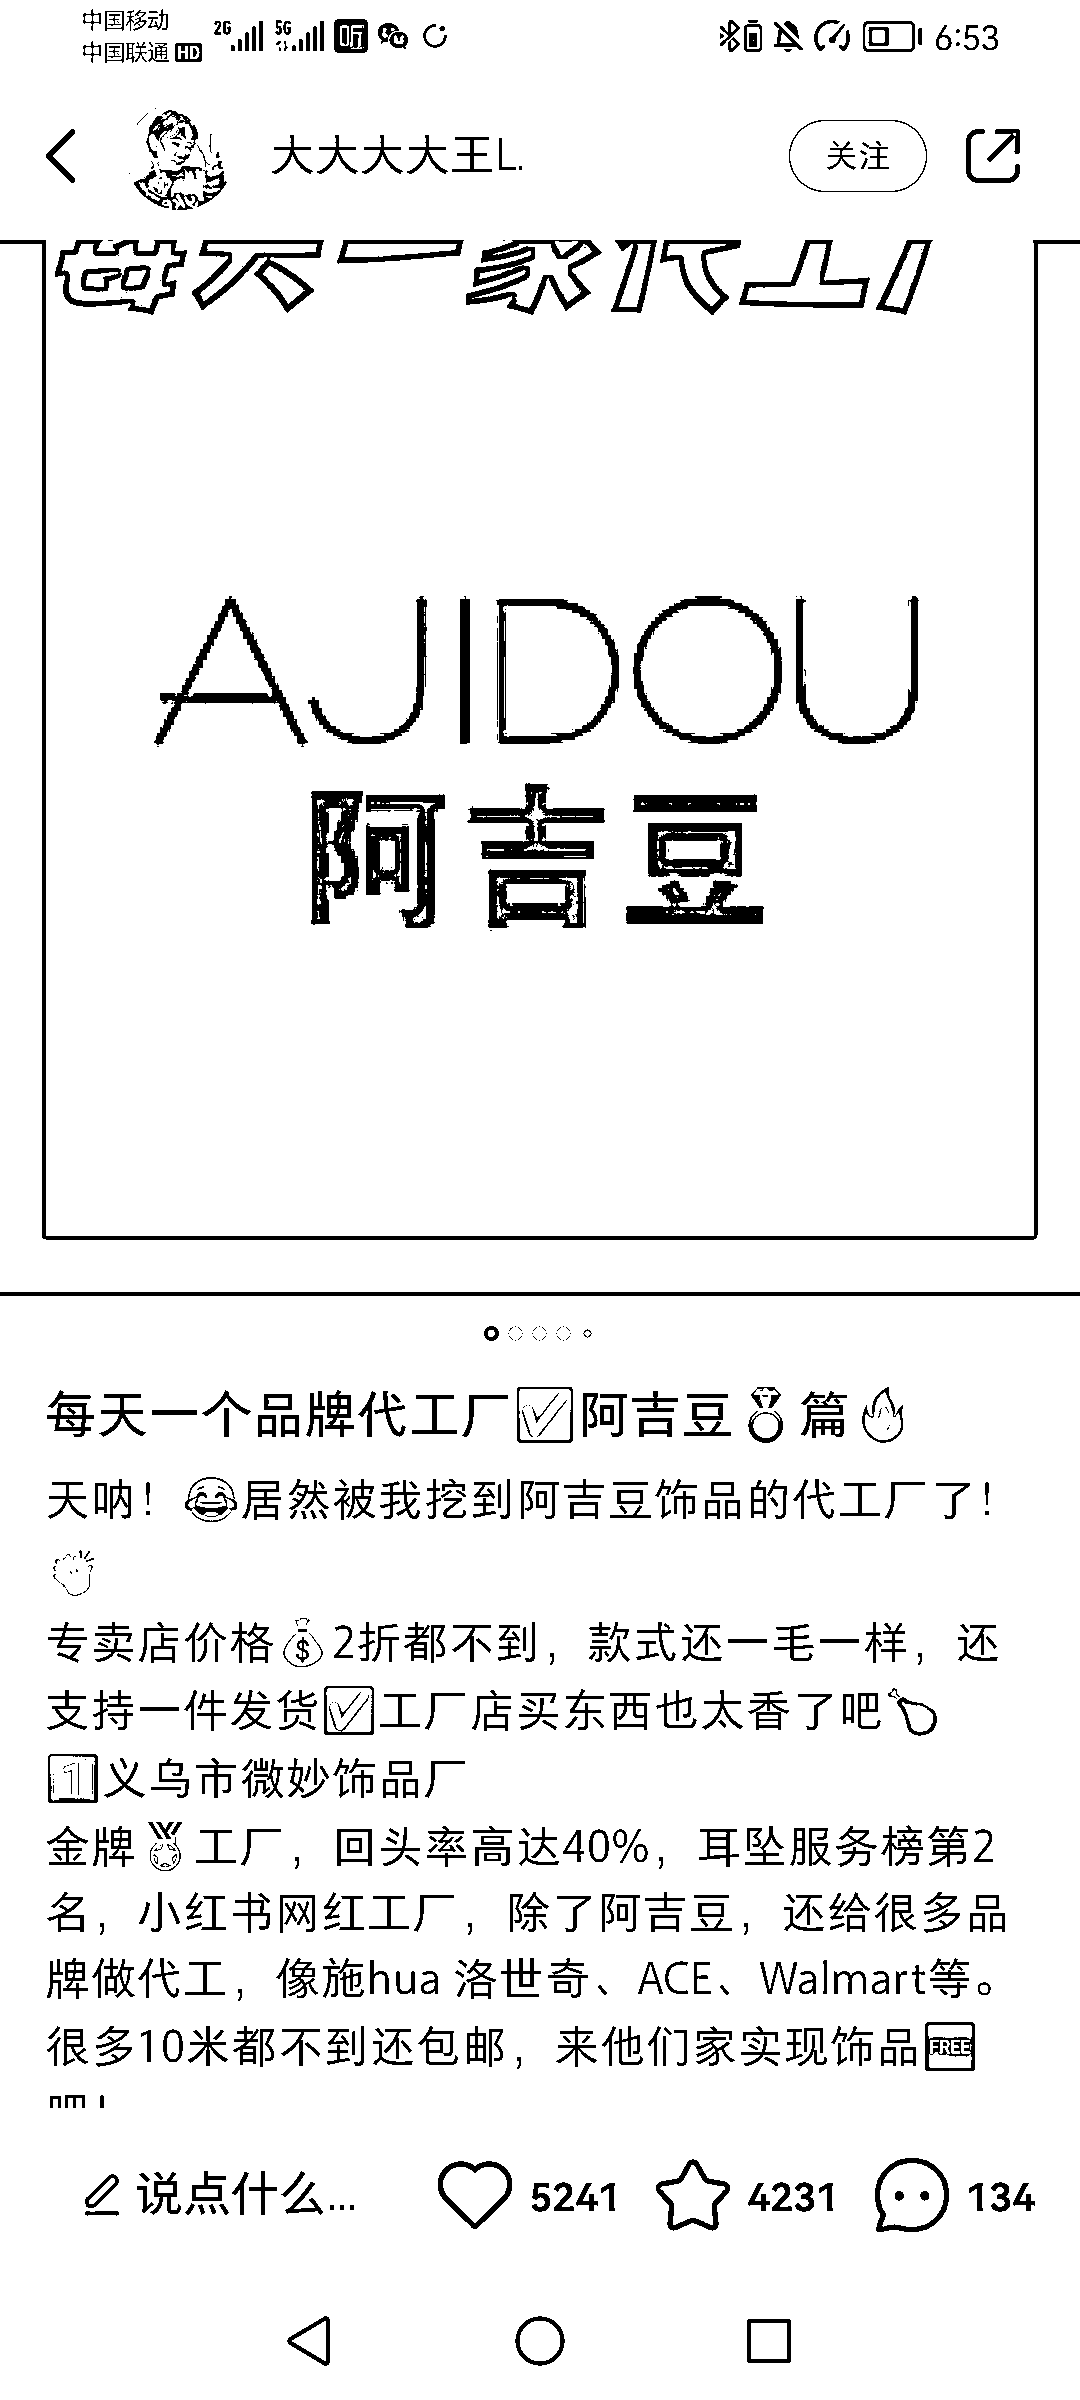 中国移动
中国联通 HD 2G 5G 听 6:53
大大大大王L. 关注
每天一家代工厂
AJIDOU
阿吉豆
每天一个品牌代工厂✅阿吉豆💍篇🔥
天呐！😂居然被我挖到阿吉豆饰品的代工厂了！
👏
专卖店价格💰2折都不到，款式还一毛一样，还
支持一件发货✅工厂店买东西也太香了吧🍗
1️⃣义乌市微妙饰品厂
金牌🏅工厂，回头率高达40%，耳坠服务榜第2
名，小红书网红工厂，除了阿吉豆，还给很多品
牌做代工，像施hua 洛世奇、ACE、Walmart等。
很多10米都不到还包邮，来他们家实现饰品🆓
说点什么... 5241 4231 134